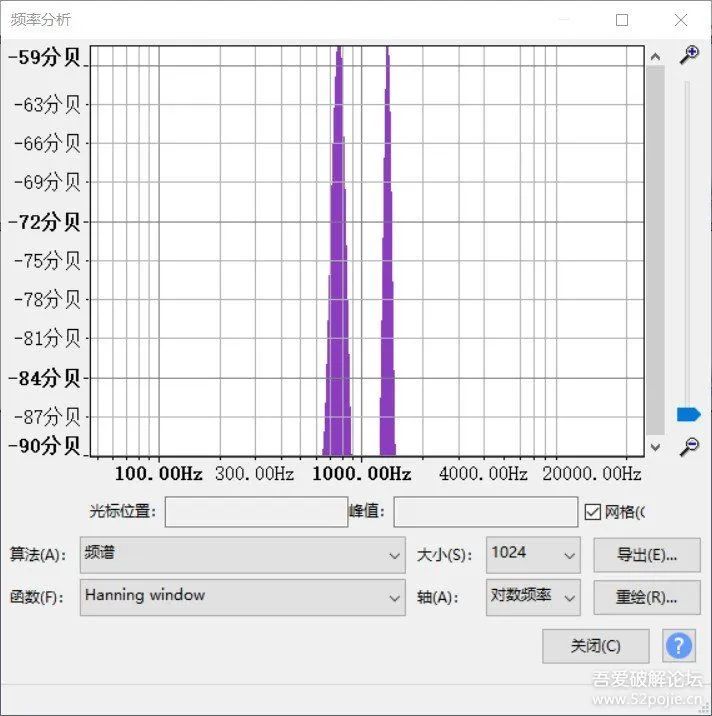 频率分析
-59分贝
-63分贝
-66分贝
-69分贝
-72分贝
-75分贝
-78分贝
-81分贝
-84分贝
-87分贝
-90分贝
100.00Hz 300.00Hz 1000.00Hz 4000.00Hz 20000.00Hz
光标位置: 峰值: 网格(
算法(A): 频谱 大小(S): 1024 导出(E)...
函数(F): Hanning window 轴(A): 对数频率 重绘(R)...
关闭(C) ?
吾爱破解论坛
www.52pojie.cn